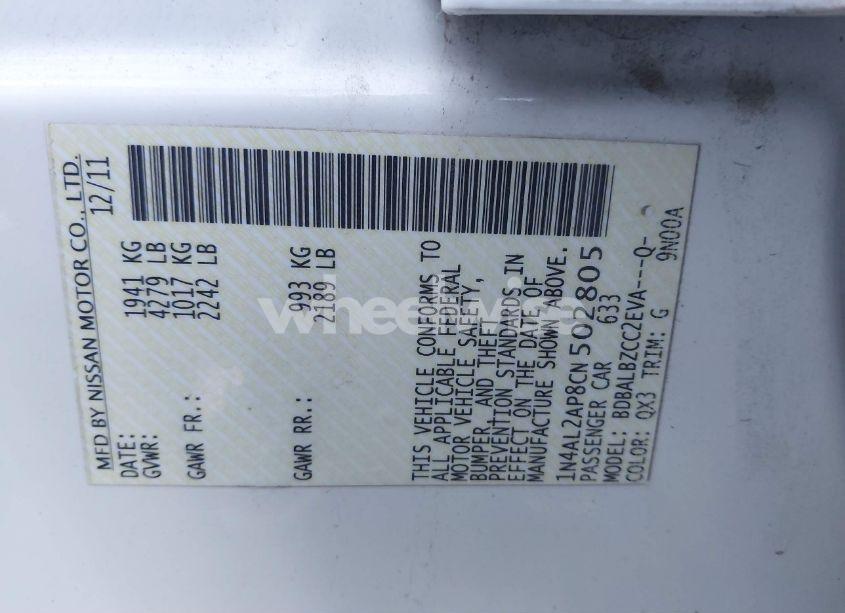 MFD BY NISSAN MOTOR CO., LTD.
DATE: 12/11
GVWR: 1941 KG
4279 LB
GAWR FR.: 1017 KG
2242 LB
GAWR RR.: 993 KG
2189 LB
THIS VEHICLE CONFORMS TO
ALL APPLICABLE FEDERAL
MOTOR VEHICLE SAFETY,
BUMPER, AND THEFT
PREVENTION STANDARDS IN
EFFECT ON THE DATE OF
MANUFACTURE SHOWN ABOVE.
1N4AL2AP8CN502805
PASSENGER CAR 633
MODEL: BDBALBZCC2EVA---Q-
COLOR: QX3 TRIM: G 9N00A
wheelwise